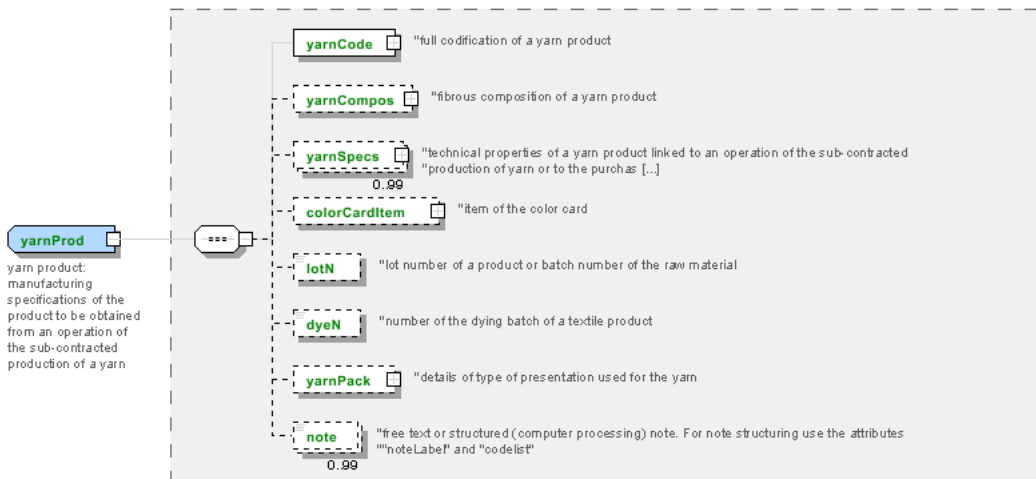 yarnCode
"full codification of a yarn product
yarnCompos
"fibrous composition of a yarn product
yarnSpecs
"technical properties of a yarn product linked to an operation of the sub-contracted
"production of yarn or to the purchas [...]
0..99
colorCardItem
"item of the color card
yarnProd
yarn product:
manufacturing
specifications of the
product to be obtained
from an operation of
the sub-contracted
production of a yarn
lotN
"lot number of a product or batch number of the raw material
dyeN
"number of the dying batch of a textile product
yarnPack
"details of type of presentation used for the yarn
note
"free text or structured (computer processing) note. For note structuring use the attributes
""noteLabel" and "codelist"
0..99